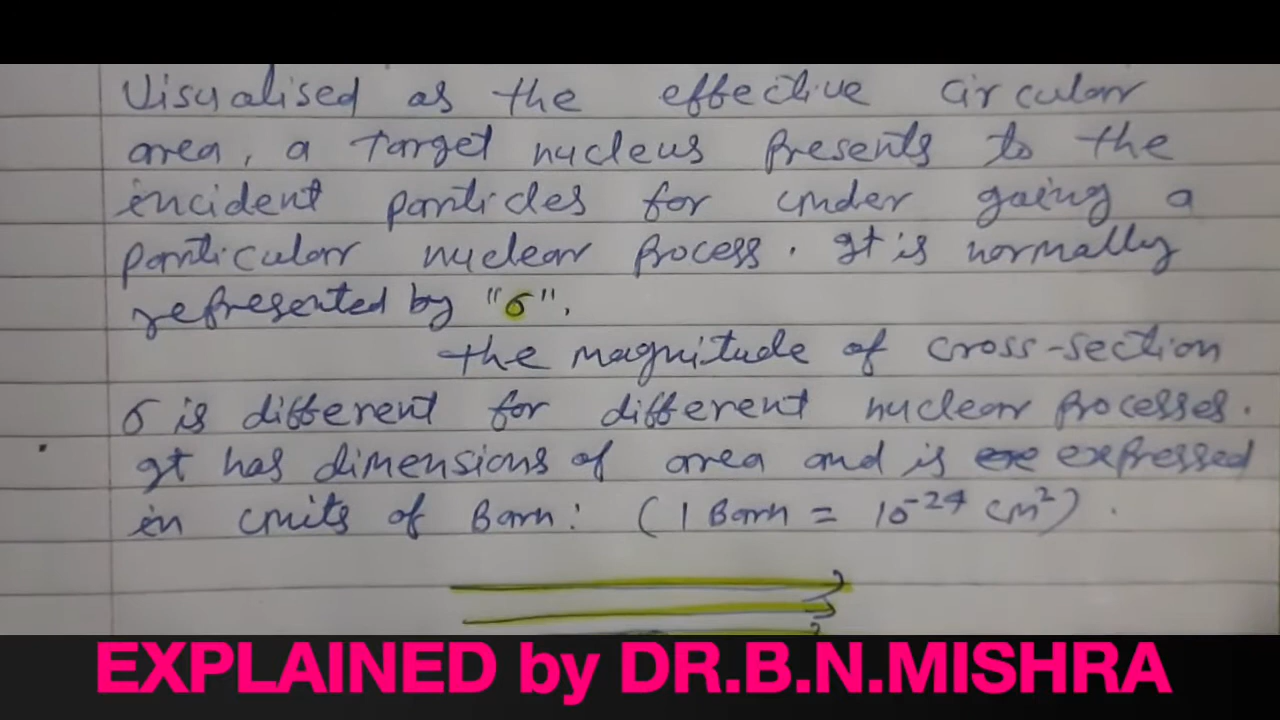 Visualised as the effective circular
area, a target nucleus presents to the
incident particles for under going a
particular nuclear process. It is normally
represented by "σ".
the magnitude of cross-section
σ is different for different nuclear processes.
It has dimensions of area and is exe expressed
in units of Barn: (1 Barn = 10⁻²⁴ cm²).
EXPLAINED by DR.B.N.MISHRA